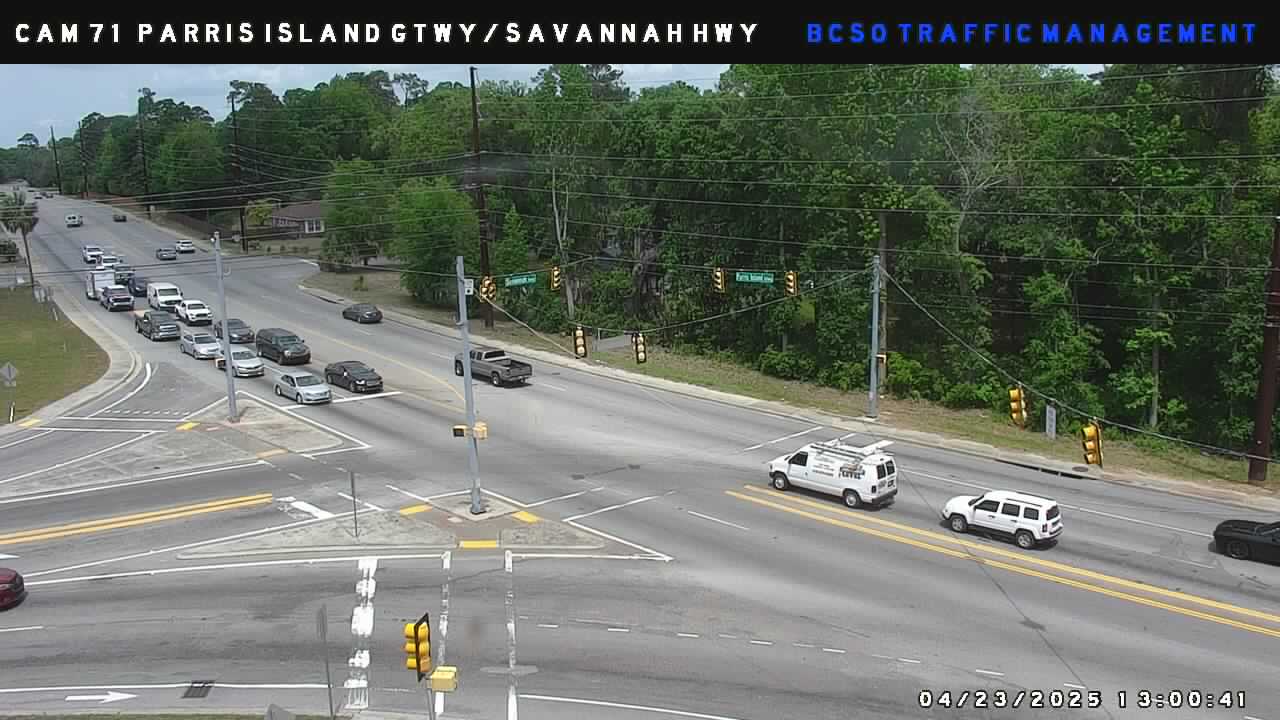 CAM 71 PARRIS ISLAND GTWY/SAVANNAH HWY BCSO TRAFFIC MANAGEMENT
04/23/2025 13:00:41